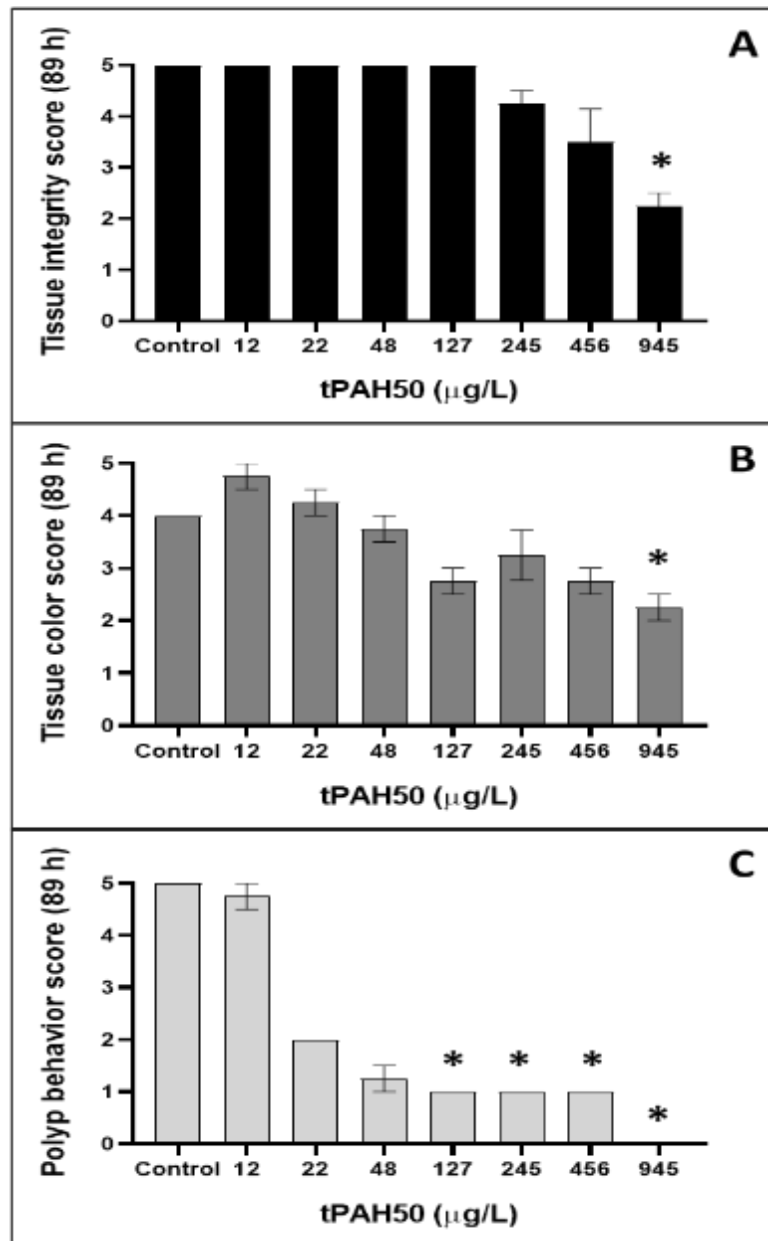 A
Tissue integrity score (89 h)
5
4
3
2
1
0
*
Control 12 22 48 127 245 456 945
tPAH50 (μg/L)
B
Tissue color score (89 h)
5
4
3
2
1
0
*
Control 12 22 48 127 245 456 945
tPAH50 (μg/L)
C
Polyp behavior score (89 h)
5
4
3
2
1
0
* * * *
Control 12 22 48 127 245 456 945
tPAH50 (μg/L)